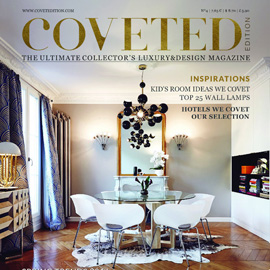 WWW.COVETEDITION.COM
COVETED
EDITION
THE ULTIMATE COLLECTOR'S LUXURY&DESIGN MAGAZINE
INSPIRATIONS
KID'S ROOM IDEAS WE COVET
TOP 25 WALL LAMPS
HOTELS WE COVET
OUR SELECTION